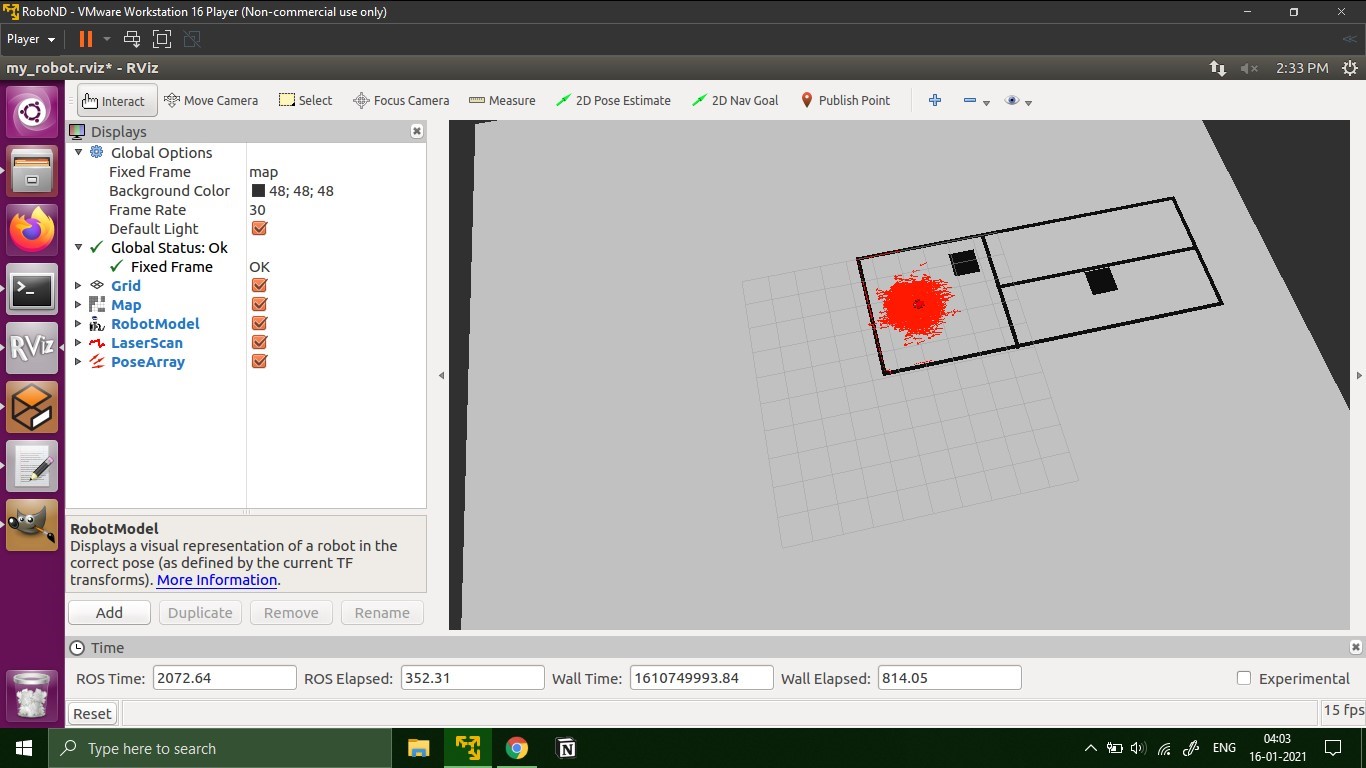 RoboND - VMware Workstation 16 Player (Non-commercial use only)
Player
my_robot.rviz* - RViz
2:33 PM
Interact Move Camera Select Focus Camera Measure 2D Pose Estimate 2D Nav Goal Publish Point
Displays
Global Options
Fixed Frame map
Background Color 48; 48; 48
Frame Rate 30
Default Light
Global Status: Ok
Fixed Frame OK
Grid
Map
RobotModel
LaserScan
PoseArray
RViz
RobotModel
Displays a visual representation of a robot in the
correct pose (as defined by the current TF
transforms). More Information.
Add Duplicate Remove Rename
Time
ROS Time: 2072.64 ROS Elapsed: 352.31 Wall Time: 1610749993.84 Wall Elapsed: 814.05 Experimental
Reset 15 fps
Type here to search
ENG
04:03
16-01-2021